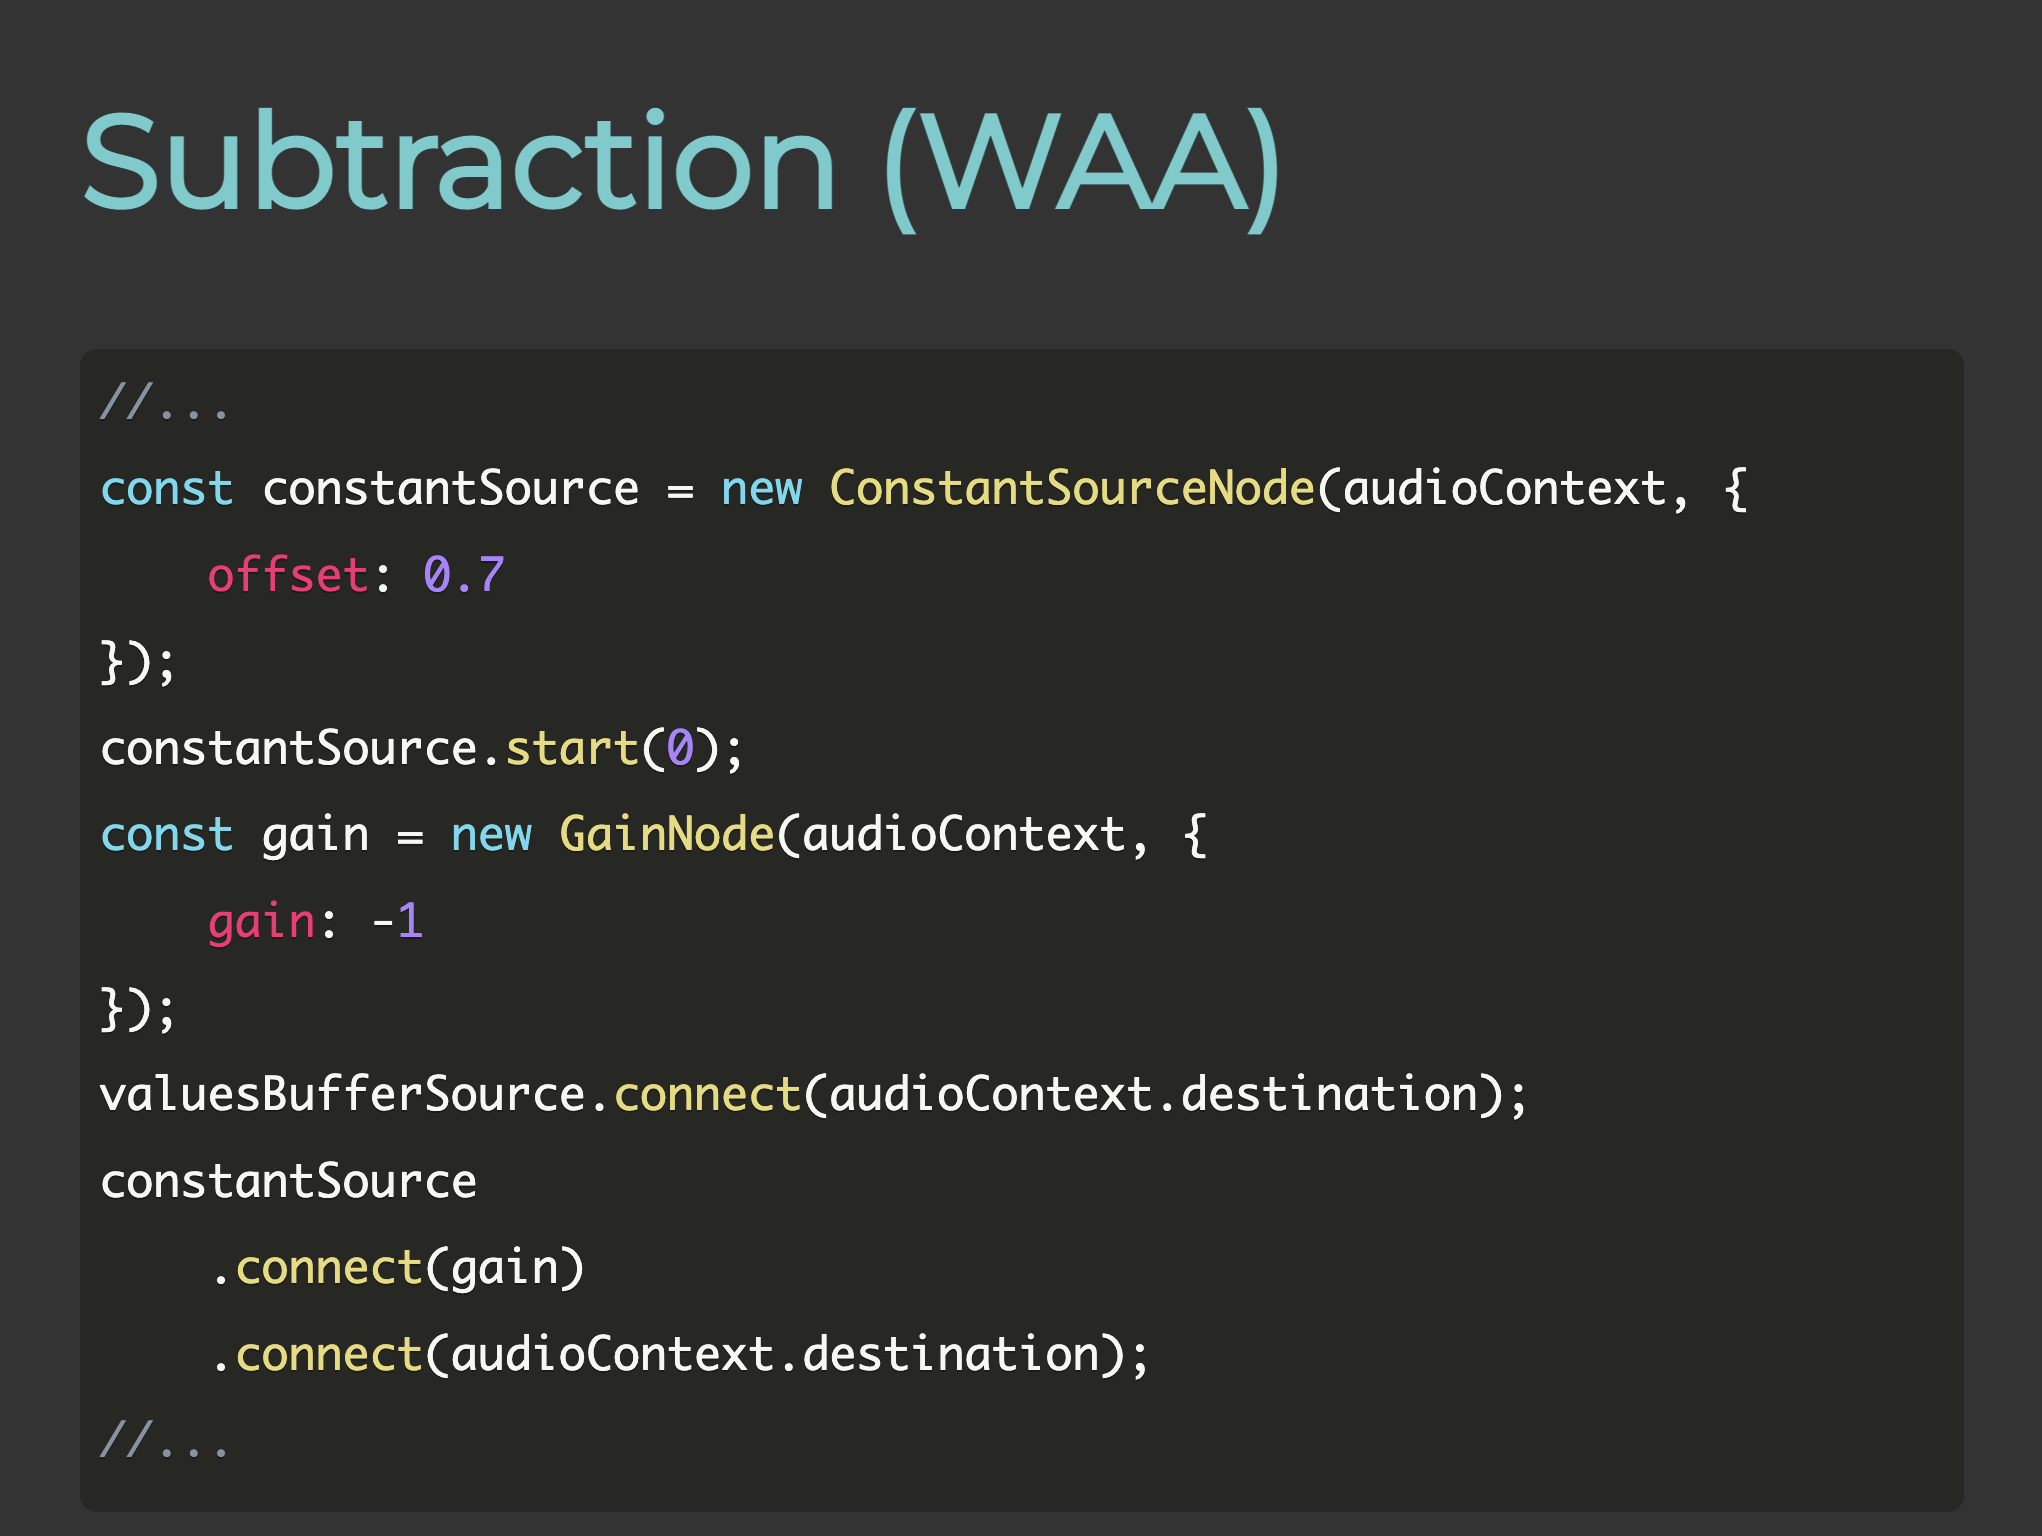 Subtraction (WAA)
//...
const constantSource = new ConstantSourceNode(audioContext, {
    offset: 0.7
});
constantSource.start(0);
const gain = new GainNode(audioContext, {
    gain: -1
});
valuesBufferSource.connect(audioContext.destination);
constantSource
    .connect(gain)
    .connect(audioContext.destination);
//...